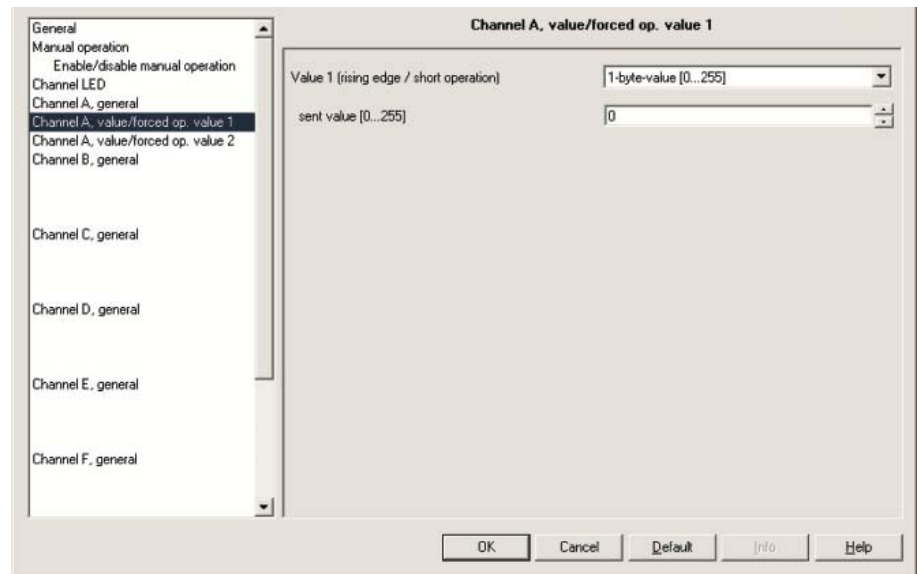 General
Manual operation
Enable/disable manual operation
Channel LED
Channel A, general
Channel A, value/forced op. value 1
Channel A, value/forced op. value 2
Channel B, general
Channel C, general
Channel D, general
Channel E, general
Channel F, general
Channel A, value/forced op. value 1
Value 1 (rising edge / short operation)
1-byte-value [0...255]
sent value [0...255]
0
OK
Cancel
Default
Info
Help